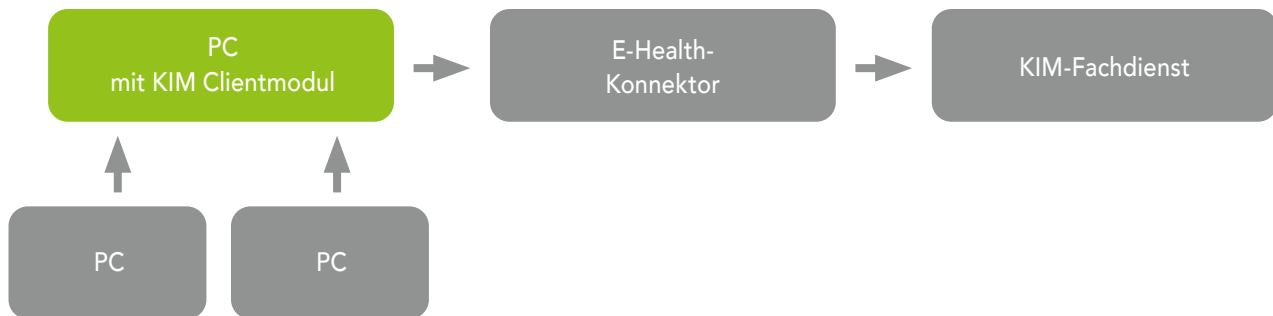 PC
mit KIM Clientmodul
E-Health-
Konnektor
KIM-Fachdienst
PC
PC